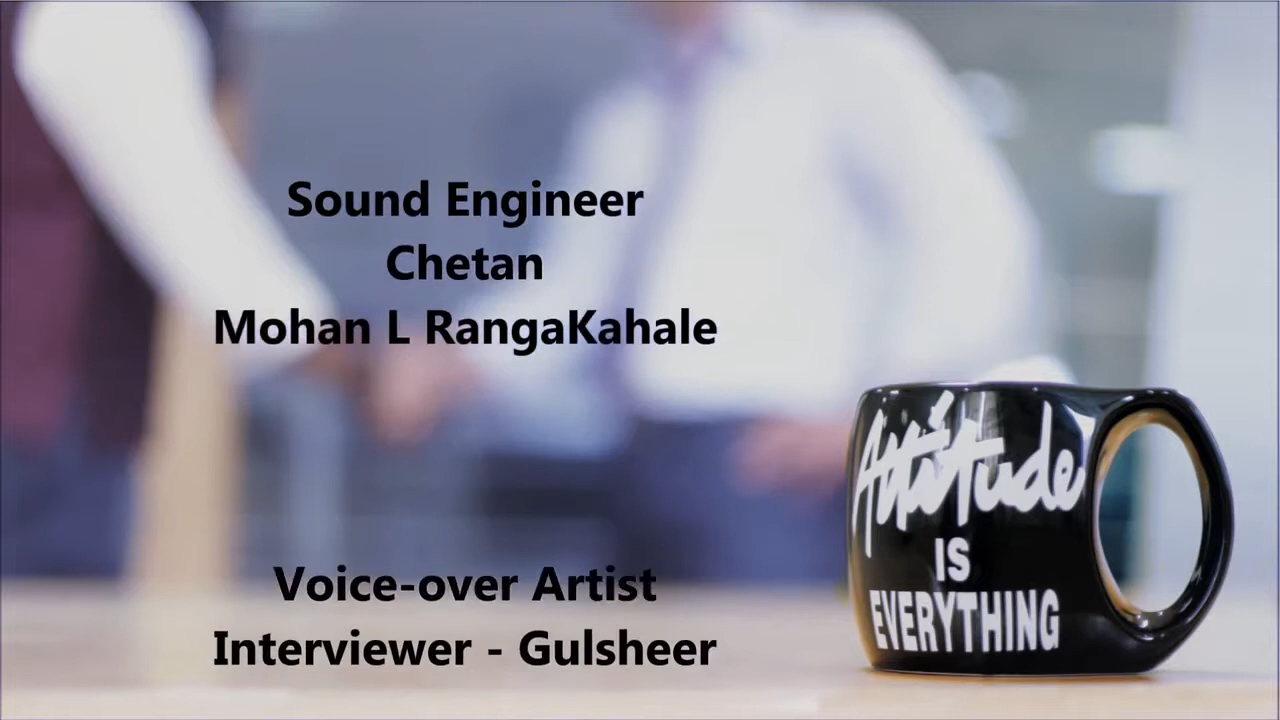 Sound Engineer
Chetan
Mohan L RangaKahale
Voice-over Artist
Interviewer - Gulsheer
Attitude
IS
EVERYTHING